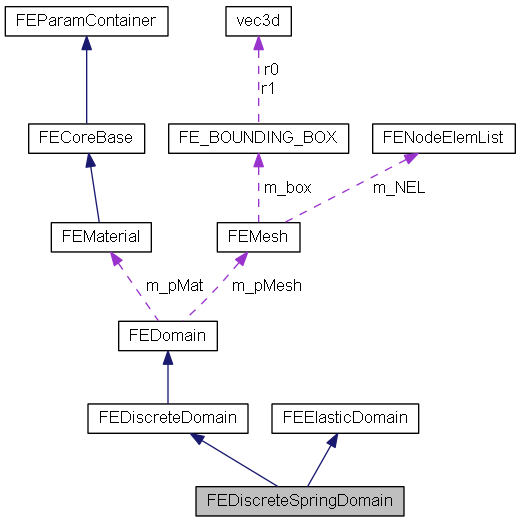 FEParamContainer
vec3d
r0
r1
FECoreBase
FE_BOUNDING_BOX
FENodeElemList
m_box
m_NEL
FEMaterial
FEMesh
m_pMat
m_pMesh
FEDomain
FEDiscreteDomain
FEElasticDomain
FEDiscreteSpringDomain